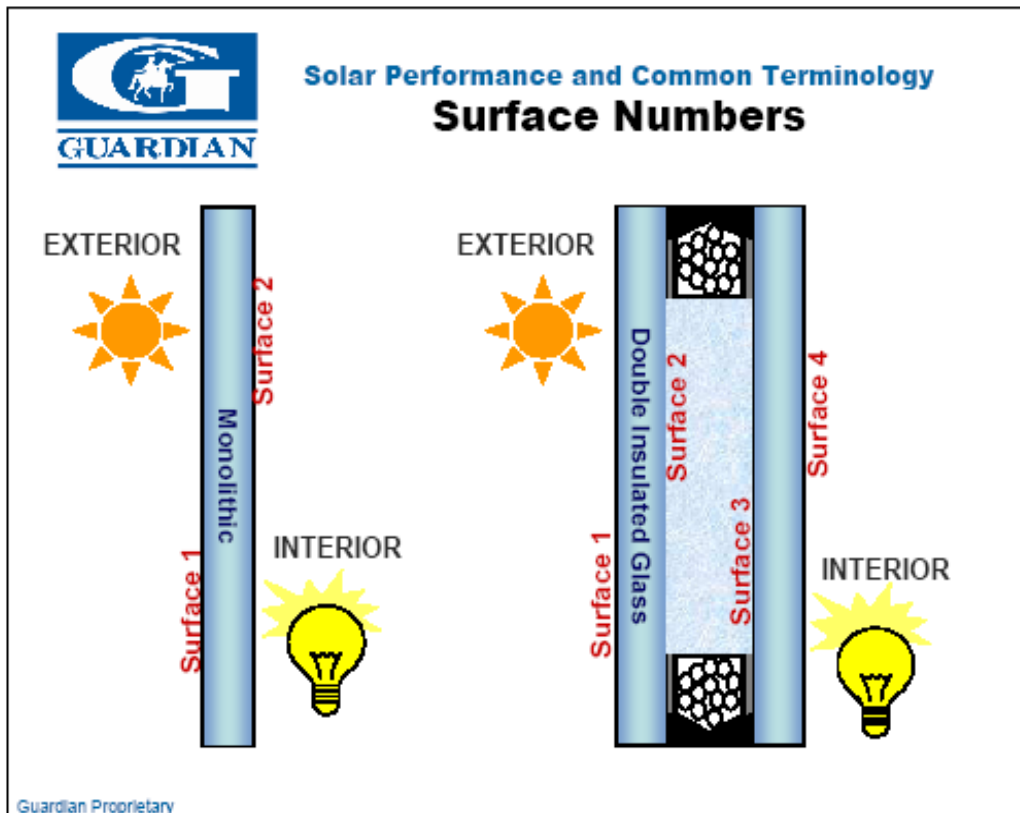 GUARDIAN
Solar Performance and Common Terminology
Surface Numbers
EXTERIOR
Surface 2
Monolithic
Surface 1
INTERIOR
EXTERIOR
Double Insulated Glass
Surface 2
Surface 4
Surface 1
Surface 3
INTERIOR
Guardian Proprietary